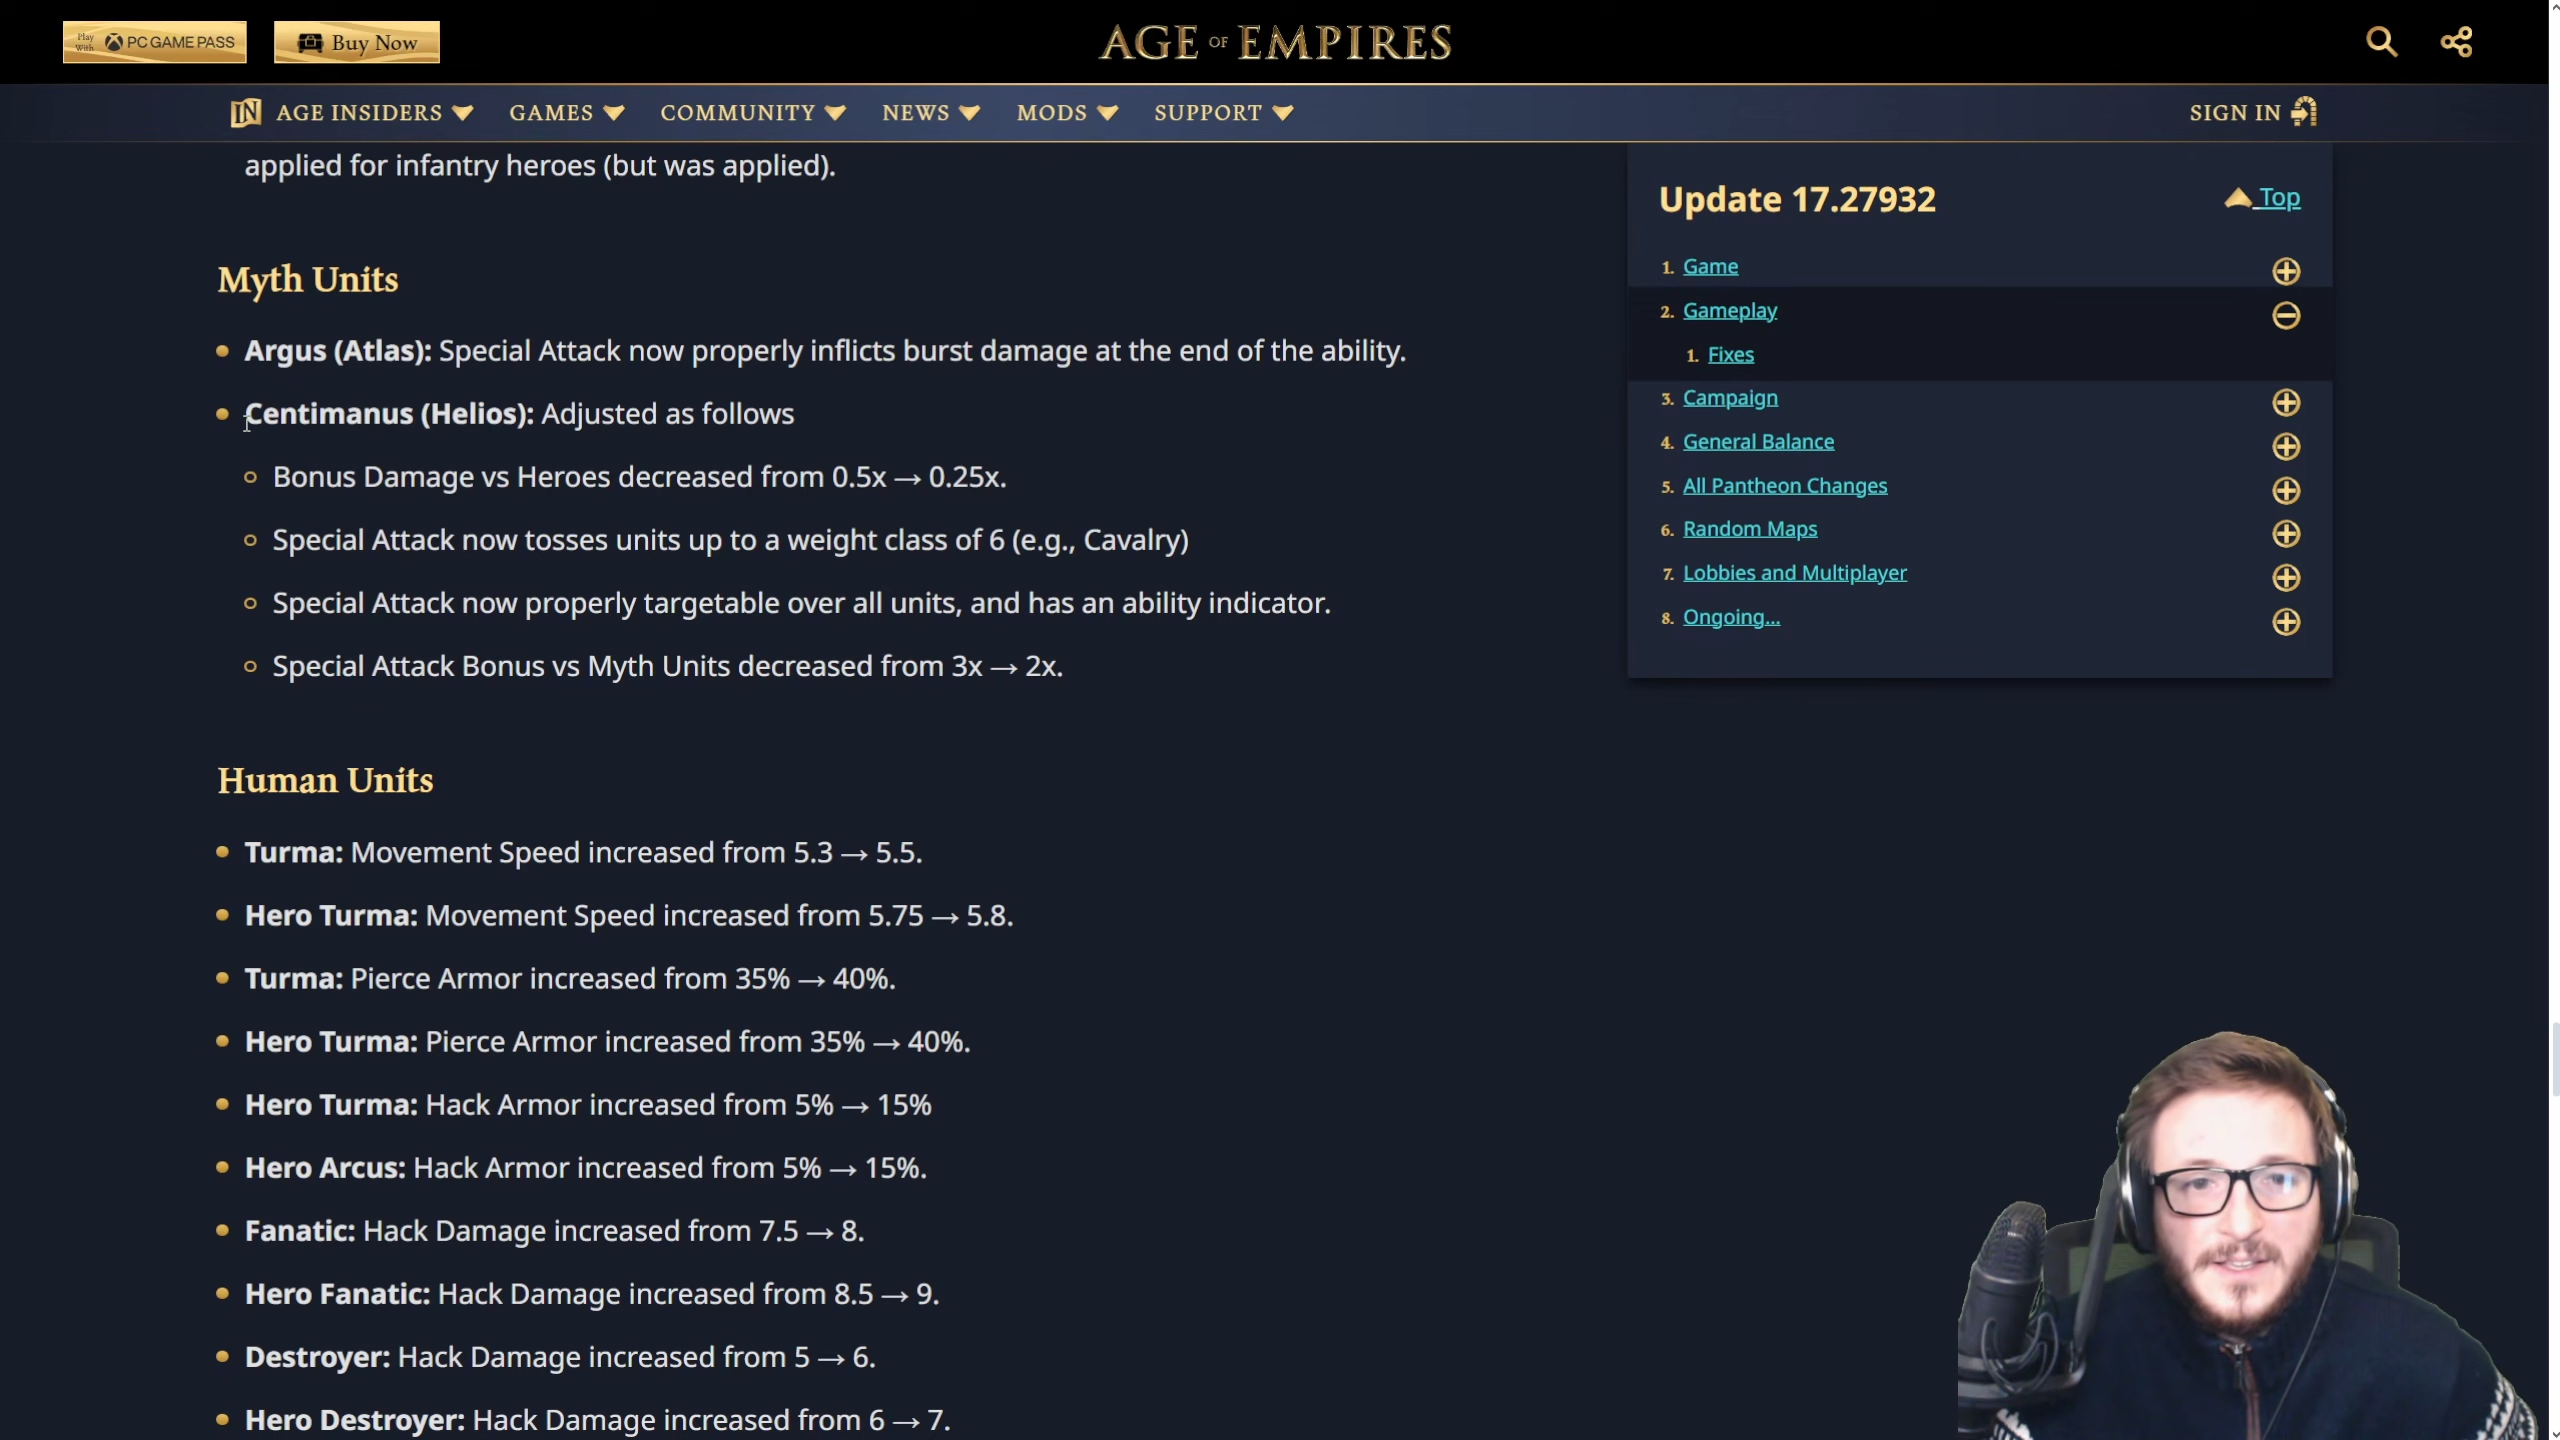 Play With PC GAME PASS
Buy Now
AGE OF EMPIRES
IN AGE INSIDERS GAMES COMMUNITY NEWS MODS SUPPORT SIGN IN
applied for infantry heroes (but was applied).
Myth Units
Argus (Atlas): Special Attack now properly inflicts burst damage at the end of the ability.
Centimanus (Helios): Adjusted as follows
Bonus Damage vs Heroes decreased from 0.5x → 0.25x.
Special Attack now tosses units up to a weight class of 6 (e.g., Cavalry)
Special Attack now properly targetable over all units, and has an ability indicator.
Special Attack Bonus vs Myth Units decreased from 3x → 2x.
Human Units
Turma: Movement Speed increased from 5.3 → 5.5.
Hero Turma: Movement Speed increased from 5.75 → 5.8.
Turma: Pierce Armor increased from 35% → 40%.
Hero Turma: Pierce Armor increased from 35% → 40%.
Hero Turma: Hack Armor increased from 5% → 15%
Hero Arcus: Hack Armor increased from 5% → 15%.
Fanatic: Hack Damage increased from 7.5 → 8.
Hero Fanatic: Hack Damage increased from 8.5 → 9.
Destroyer: Hack Damage increased from 5 → 6.
Hero Destroyer: Hack Damage increased from 6 → 7.
Update 17.27932
Top
1. Game
2. Gameplay
1. Fixes
3. Campaign
4. General Balance
5. All Pantheon Changes
6. Random Maps
7. Lobbies and Multiplayer
8. Ongoing...